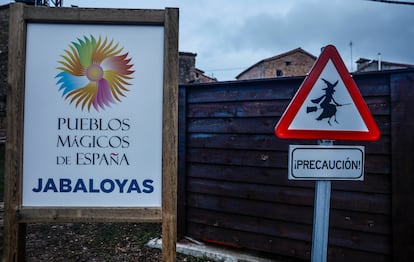 PUEBLOS
MÁGICOS
DE ESPAÑA
JABALOYAS
¡PRECAUCIÓN!